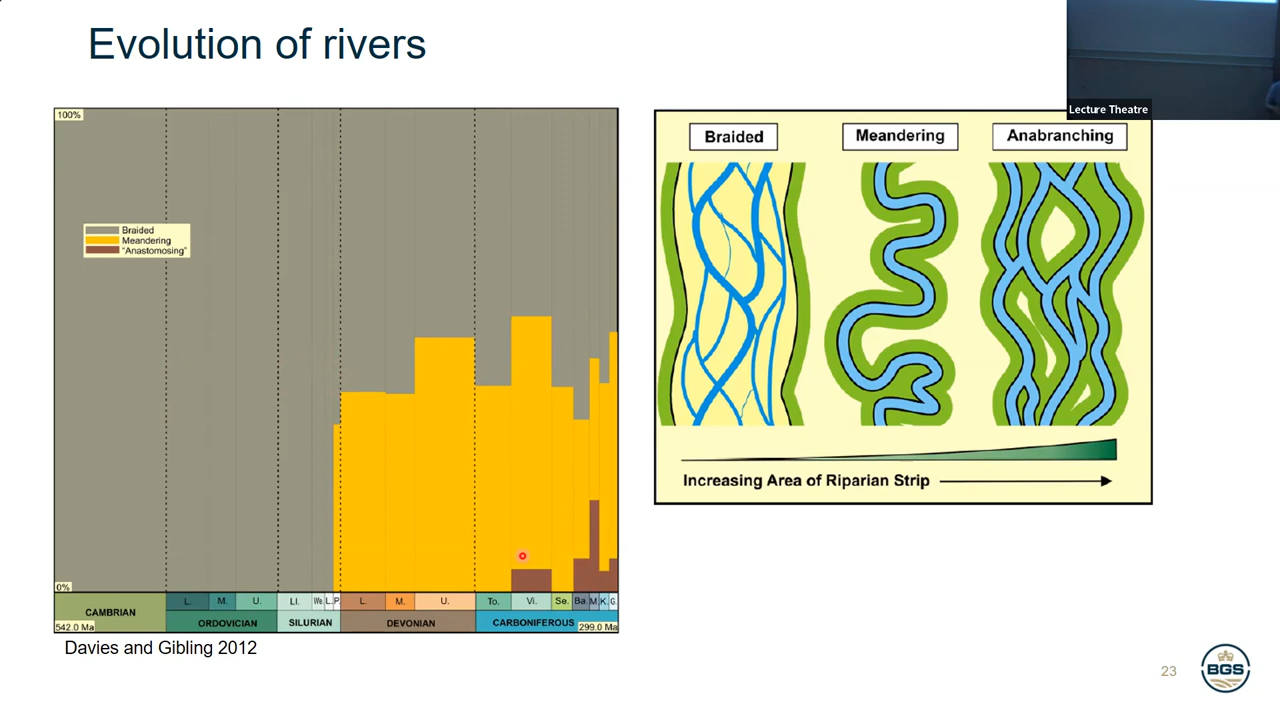 Evolution of rivers
Lecture Theatre
100%
Braided
Meandering
"Anastomosing"
0%
L. M. U. Ll. We. L. P. L. M. U. To. Vi. Se. Ba. M. K. G.
CAMBRIAN ORDOVICIAN SILURIAN DEVONIAN CARBONIFEROUS
542.0 Ma 299.0 Ma
Davies and Gibling 2012
Braided Meandering Anabranching
Increasing Area of Riparian Strip
23
BGS